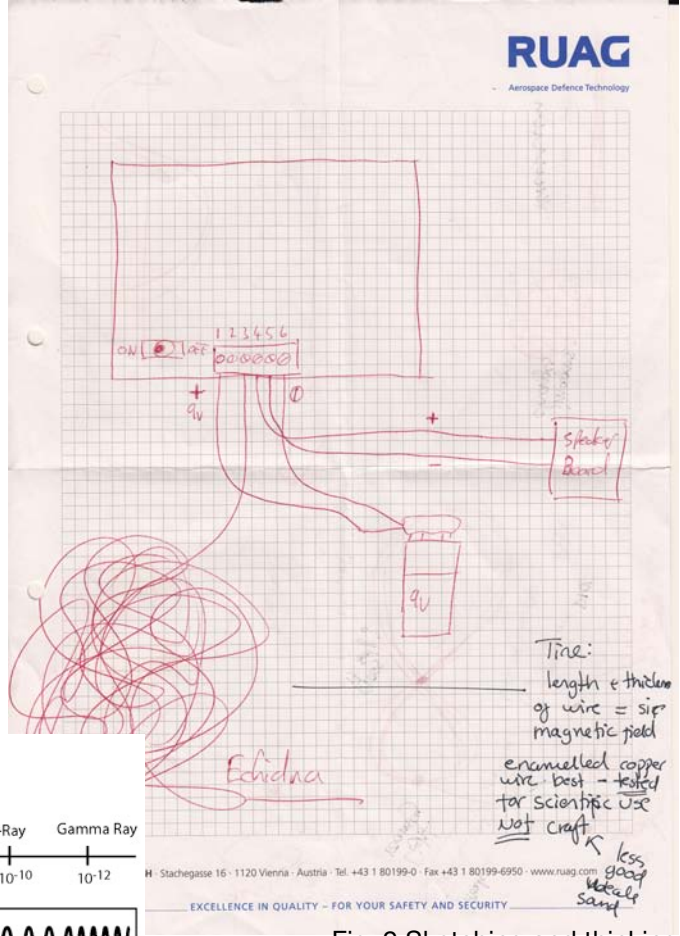 RUAG
Aerospace Defence Technology
1 2 3 4 5 6
ON OFF
+
9V
+
-
Speaker
Board
9V
Echidna
Tine:
length & thickn
of wire = siz
magnetic field
enamelled copper
wire best - tested
for scientific use
Not craft
less
good
sand
-Ray Gamma Ray
10-10 10-12
H · Stachegasse 16 · 1120 Vienna · Austria · Tel. +43 1 80199-0 · Fax +43 1 80199-6950 · www.ruag.com
EXCELLENCE IN QUALITY – FOR YOUR SAFETY AND SECURITY